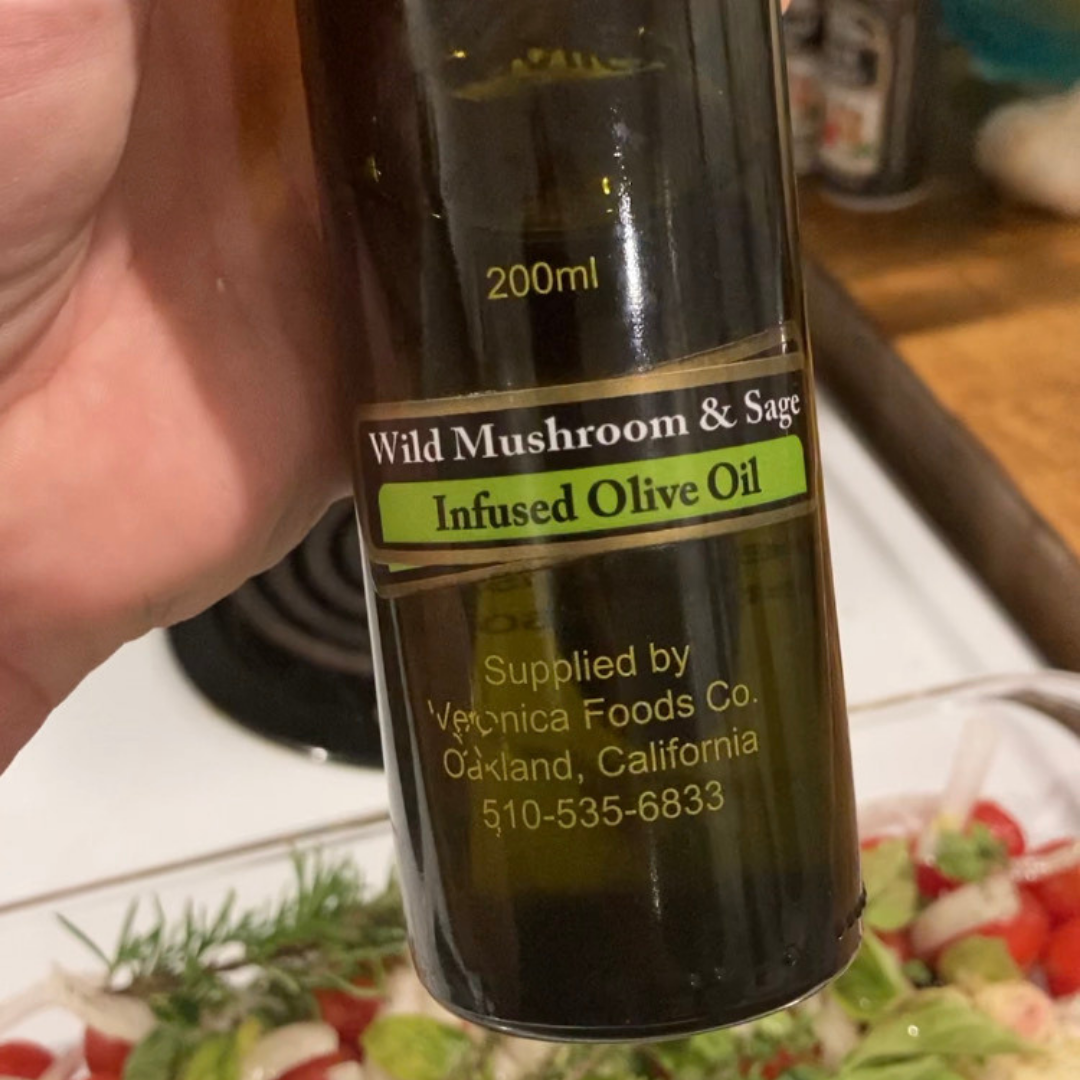 200ml
Wild Mushroom & Sage
Infused Olive Oil
Supplied by
Veronica Foods Co.
Oakland, California
510-535-6833